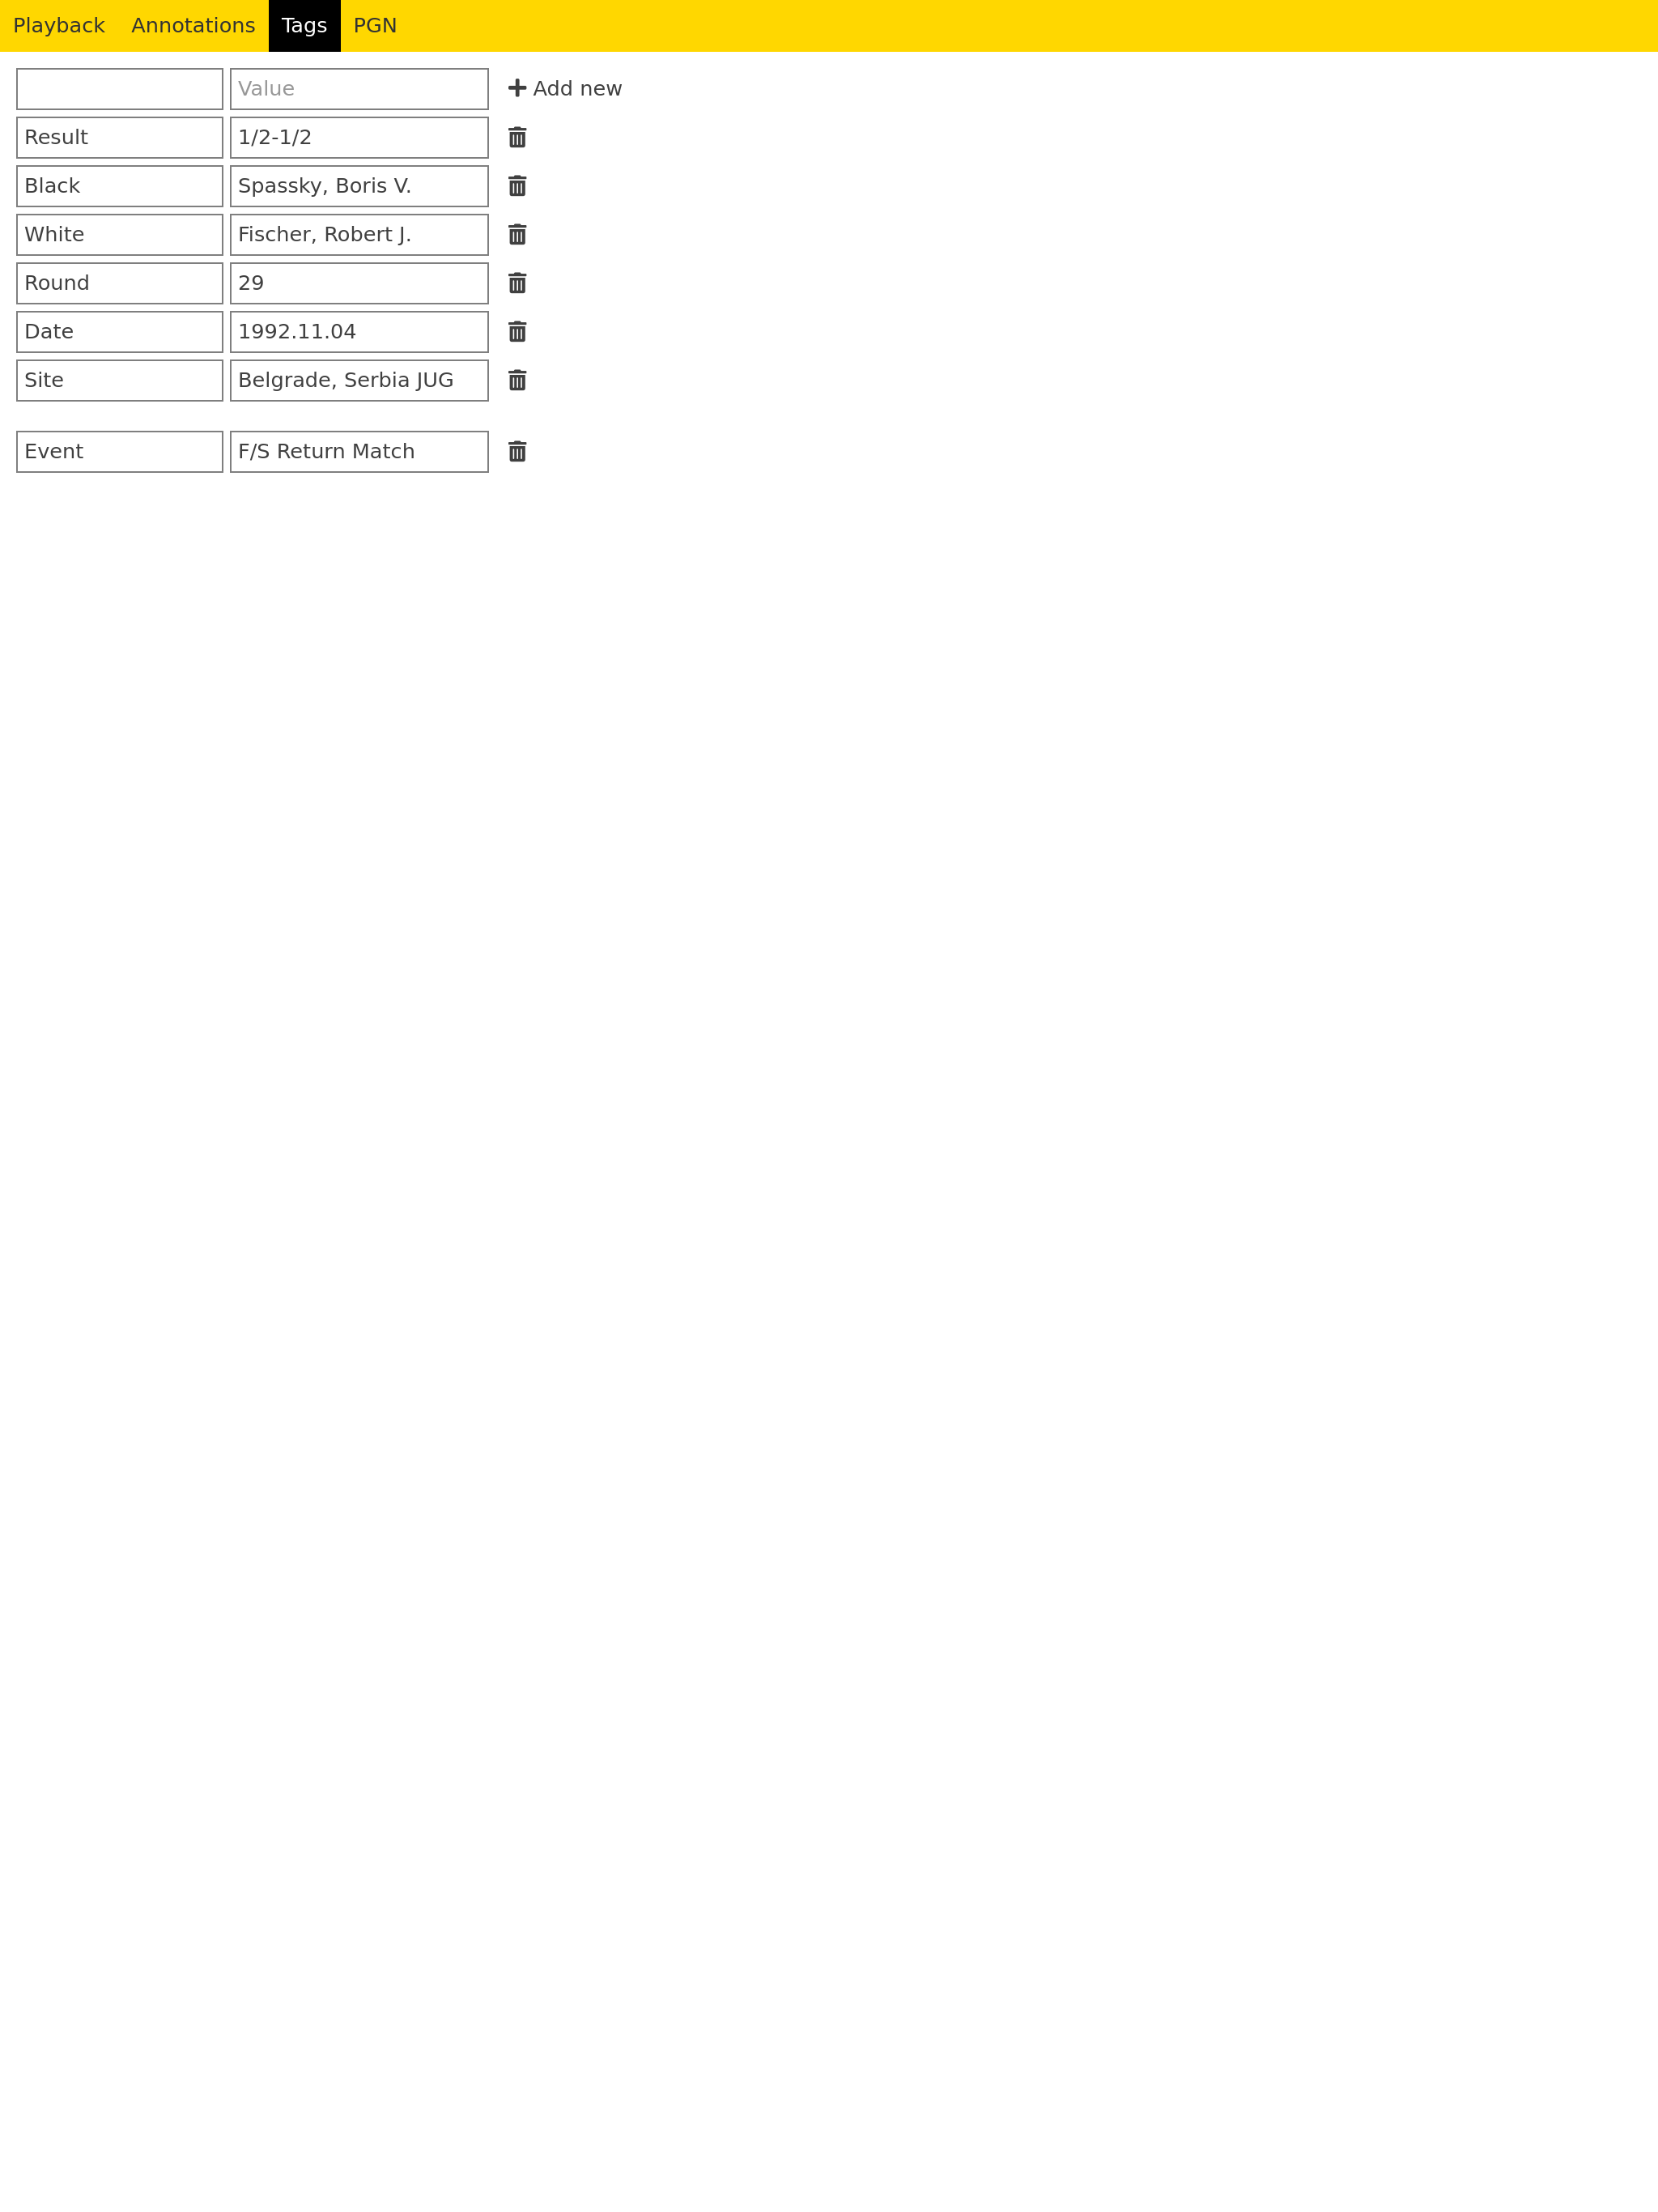 Playback Annotations Tags PGN
Value Add new
Result 1/2-1/2
Black Spassky, Boris V.
White Fischer, Robert J.
Round 29
Date 1992.11.04
Site Belgrade, Serbia JUG
Event F/S Return Match